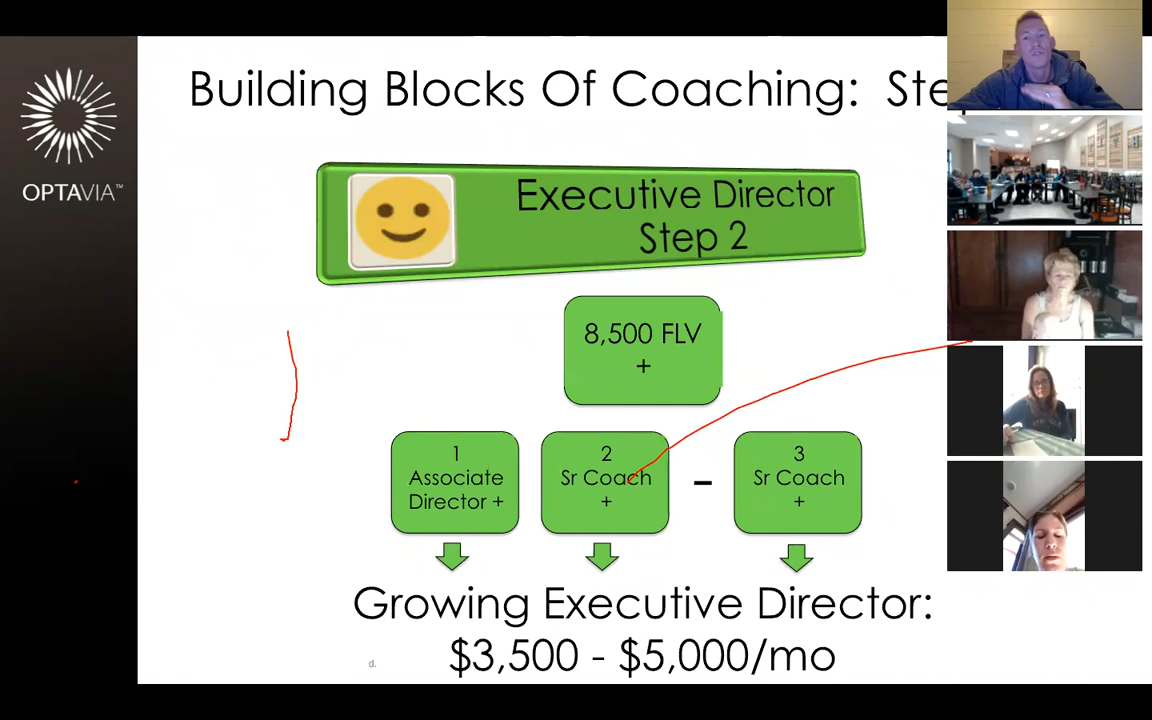 Building Blocks Of Coaching: Ste
OPTAVIA™
Executive Director
Step 2
8,500 FLV
+
1
Associate
Director +
2
Sr Coach
+
–
3
Sr Coach
+
Growing Executive Director:
$3,500 - $5,000/mo
d.